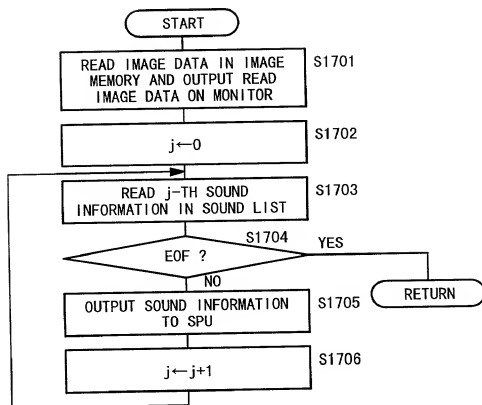 START
READ IMAGE DATA IN IMAGE
MEMORY AND OUTPUT READ
IMAGE DATA ON MONITOR
S1701
j←0
S1702
READ j-TH SOUND
INFORMATION IN SOUND LIST
S1703
S1704
EOF ?
YES
NO
RETURN
OUTPUT SOUND INFORMATION
TO SPU
S1705
j←j+1
S1706